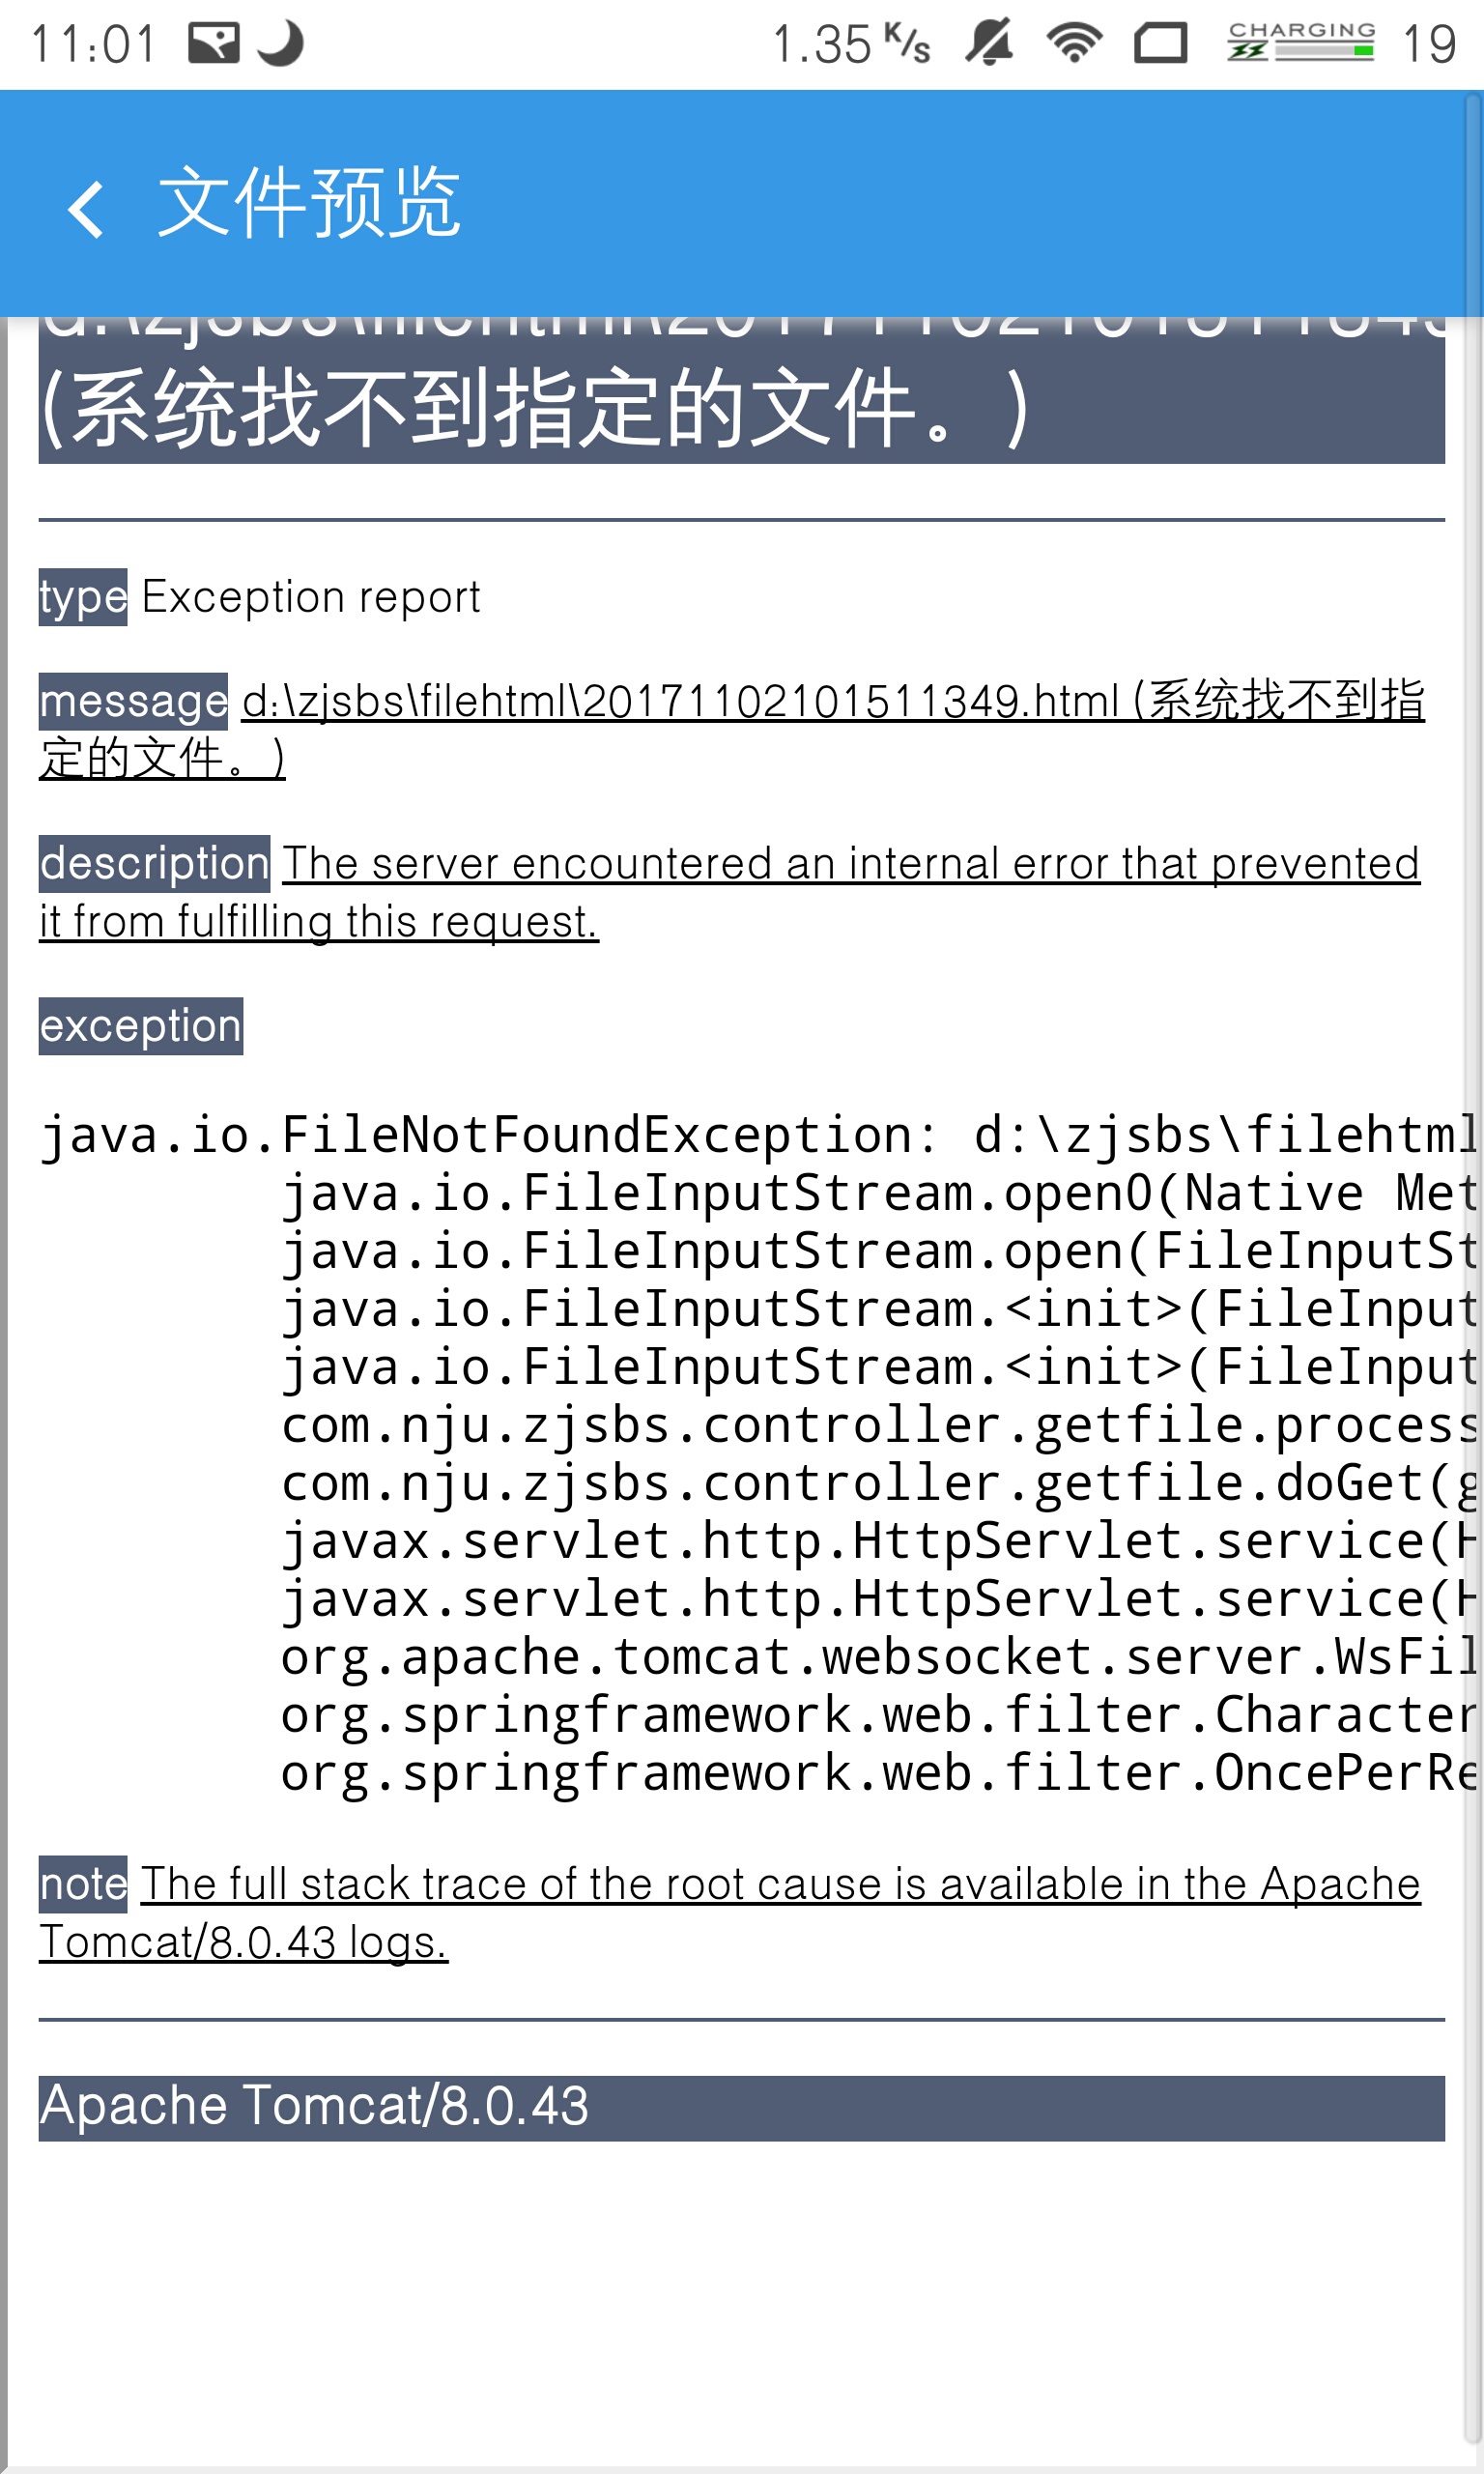 11:01 1.35 K/s CHARGING 19
文件预览
(系统找不到指定的文件。)
type Exception report
message d:\zjsbs\filehtml\201711021015​11349.html (系统找不到指
定的文件。)
description The server encountered an internal error that prevented
it from fulfilling this request.
exception
java.io.FileNotFoundException: d:\zjsbs\filehtml
java.io.FileInputStream.open0(Native Met
java.io.FileInputStream.open(FileInputSt
java.io.FileInputStream.<init>(FileInput
java.io.FileInputStream.<init>(FileInput
com.nju.zjsbs.controller.getfile.process
com.nju.zjsbs.controller.getfile.doGet(g
javax.servlet.http.HttpServlet.service(H
javax.servlet.http.HttpServlet.service(H
org.apache.tomcat.websocket.server.WsFil
org.springframework.web.filter.Character
org.springframework.web.filter.OncePerRe
note The full stack trace of the root cause is available in the Apache
Tomcat/8.0.43 logs.
Apache Tomcat/8.0.43